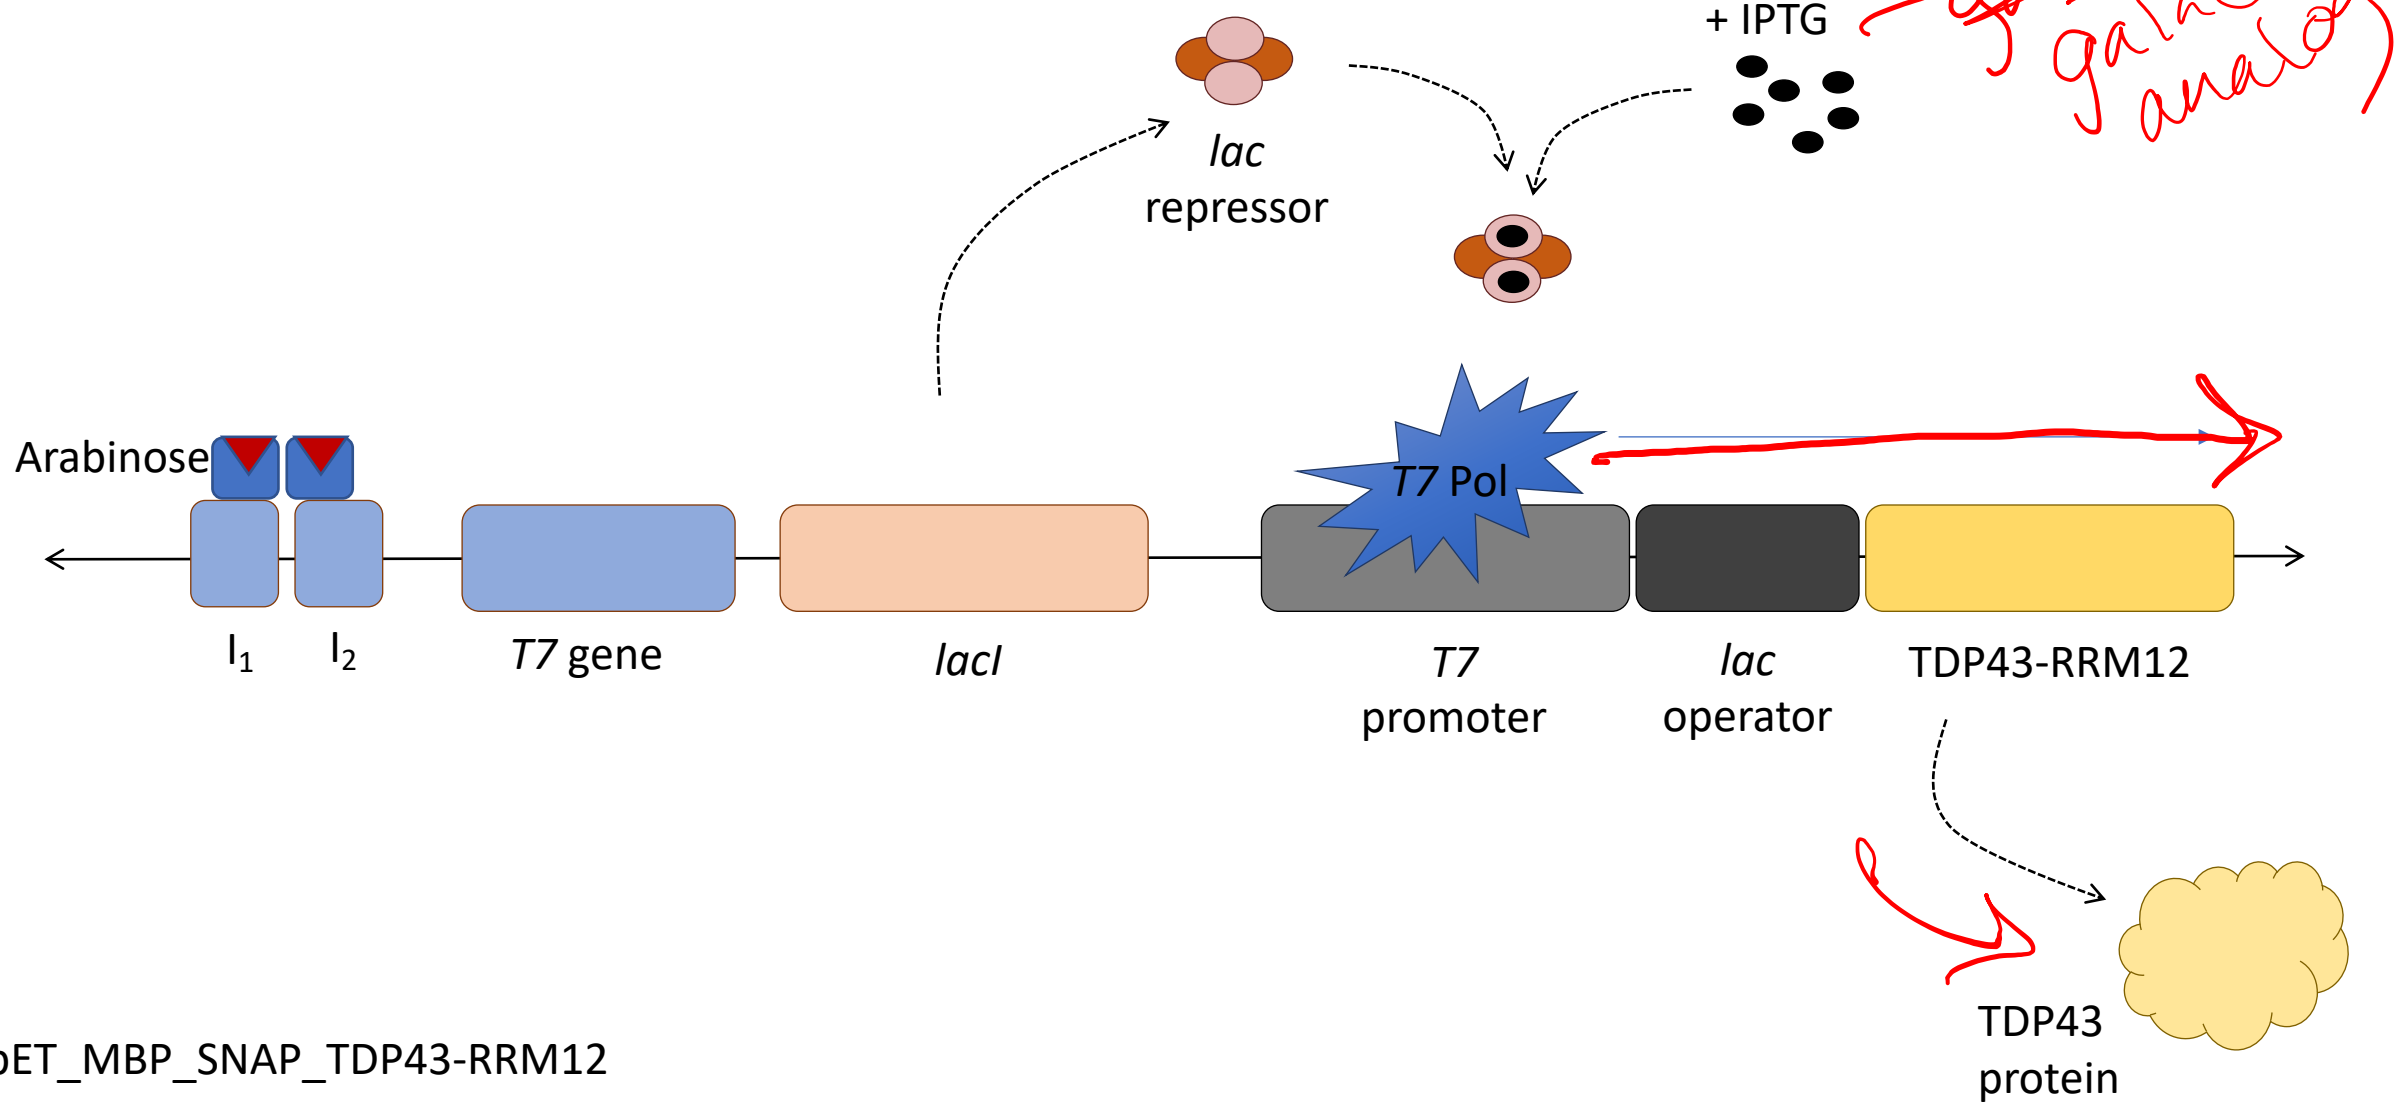 + IPTG
analog
lac
repressor
Arabinose
T7 Pol
I₁
I₂
T7 gene
lacI
T7
promoter
lac
operator
TDP43-RRM12
TDP43
protein
pET_MBP_SNAP_TDP43-RRM12